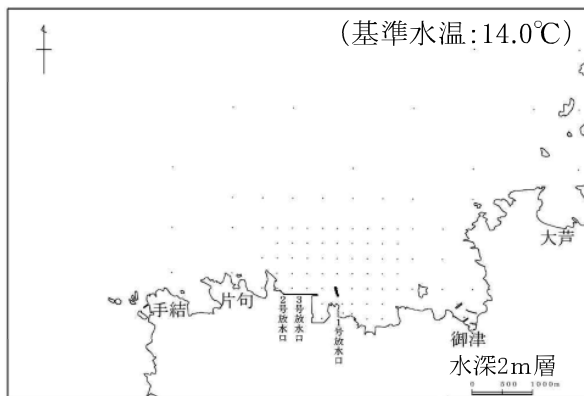 (基準水温:14.0℃)
大芦
手結
片句
2号放水口
3号放水口
1号放水口
御津
水深2m層
0 500 1000m